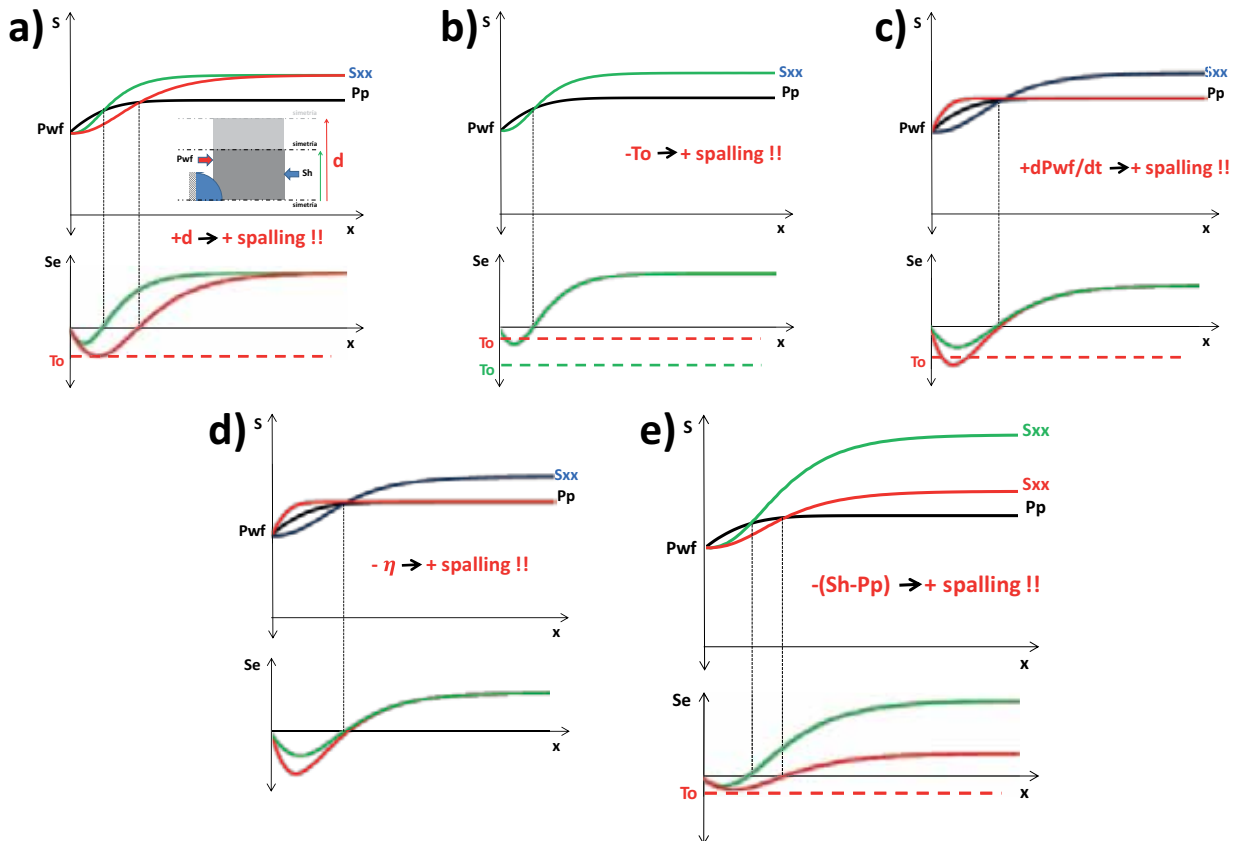 a)
S
Sxx
Pp
Pwf
simetria
simetria
Pwf
d
Sh
simetria
x
+d → + spalling !!
Se
x
To
b)
S
Sxx
Pp
Pwf
-To → + spalling !!
x
Se
x
To
To
c)
S
Sxx
Pp
Pwf
+dPwf/dt → + spalling !!
x
Se
x
To
d)
S
Sxx
Pp
Pwf
- η → + spalling !!
x
Se
x
e)
S
Sxx
Sxx
Pp
Pwf
-(Sh-Pp) → + spalling !!
x
Se
x
To